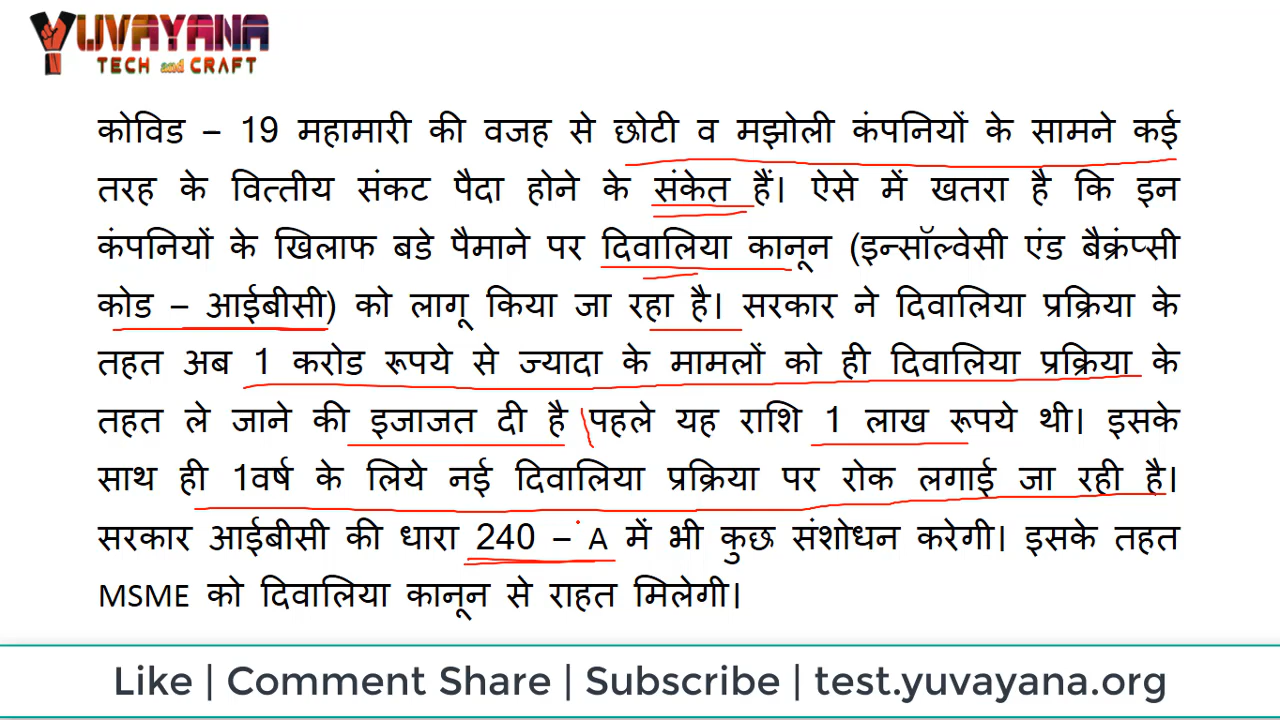 YUVAYANA
TECH and CRAFT
कोविड – 19 महामारी की वजह से छोटी व मझोली कंपनियों के सामने कई
तरह के वित्तीय संकट पैदा होने के संकेत हैं। ऐसे में खतरा है कि इन
कंपनियों के खिलाफ बडे पैमाने पर दिवालिया कानून (इन्सॉल्वेसी एंड बैक्रंप्सी
कोड – आईबीसी) को लागू किया जा रहा है। सरकार ने दिवालिया प्रक्रिया के
तहत अब 1 करोड रूपये से ज्यादा के मामलों को ही दिवालिया प्रक्रिया के
तहत ले जाने की इजाजत दी है पहले यह राशि 1 लाख रूपये थी। इसके
साथ ही 1वर्ष के लिये नई दिवालिया प्रक्रिया पर रोक लगाई जा रही है।
सरकार आईबीसी की धारा 240 – A में भी कुछ संशोधन करेगी। इसके तहत
MSME को दिवालिया कानून से राहत मिलेगी।
Like | Comment Share | Subscribe | test.yuvayana.org